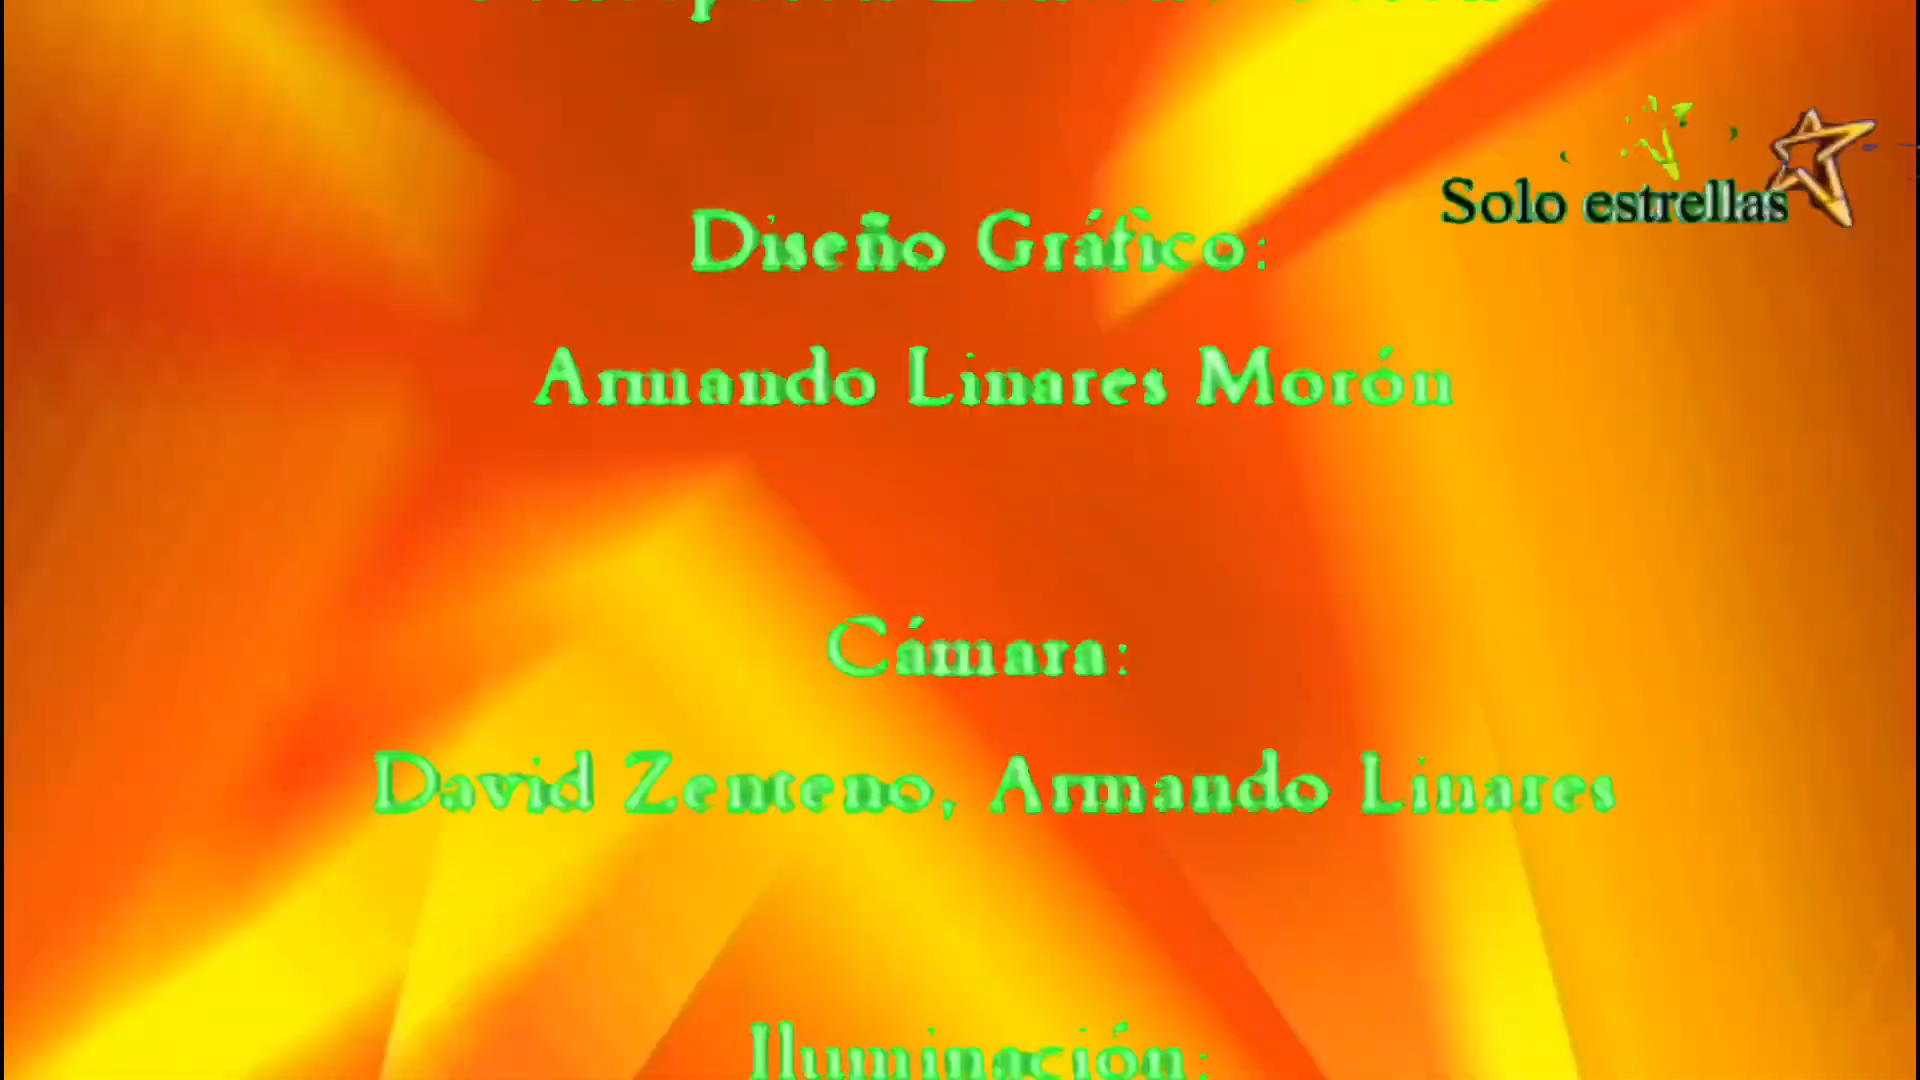 Solo estrellas
Diseño Gráfico:
Armando Linares Morón
Cámara:
David Zenteno, Armando Linares
Iluminación: